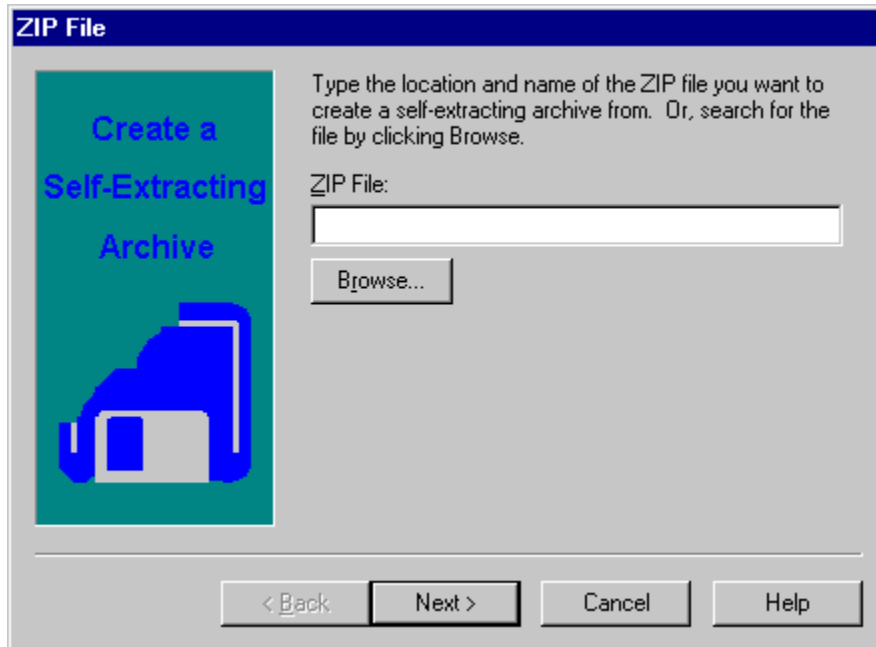 ZIP File
Create a
Self-Extracting
Archive
Type the location and name of the ZIP file you want to
create a self-extracting archive from.  Or, search for the
file by clicking Browse.
ZIP File:
Browse...
< Back
Next >
Cancel
Help